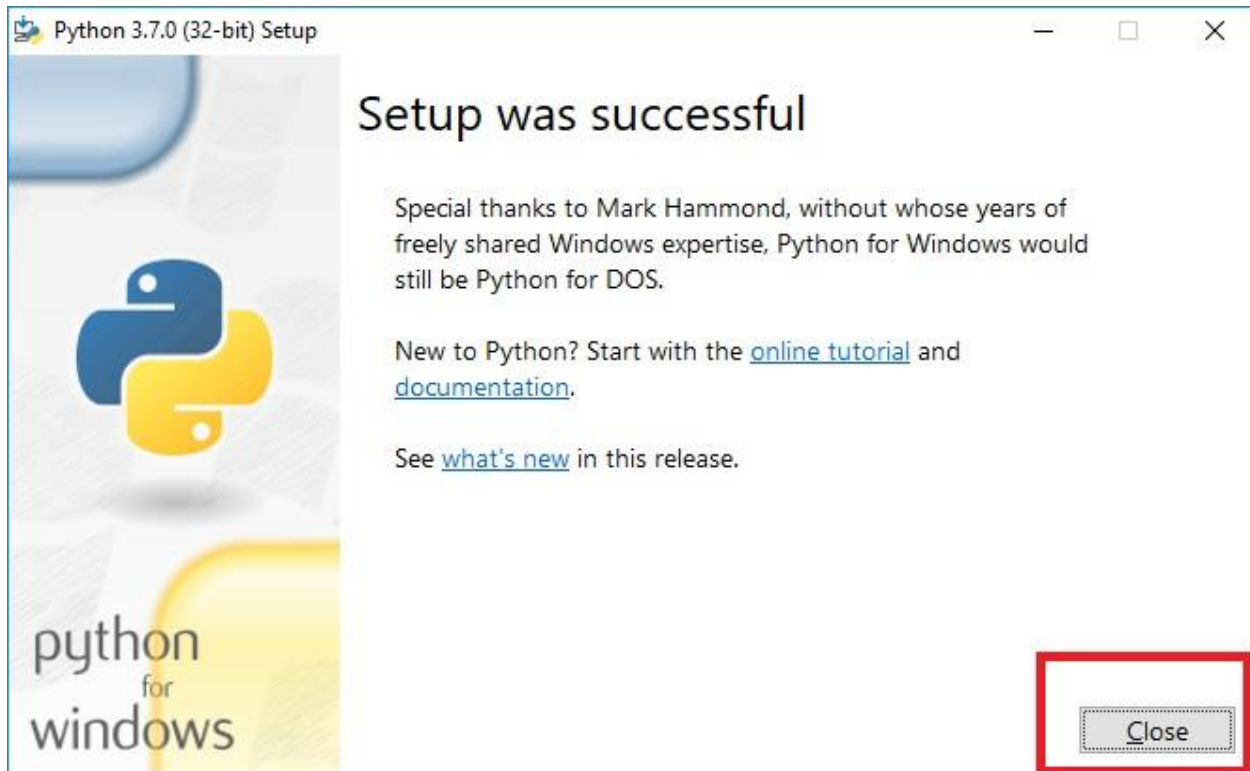 Python 3.7.0 (32-bit) Setup
Setup was successful
Special thanks to Mark Hammond, without whose years of
freely shared Windows expertise, Python for Windows would
still be Python for DOS.
New to Python? Start with the online tutorial and
documentation.
See what's new in this release.
python
for
windows
Close